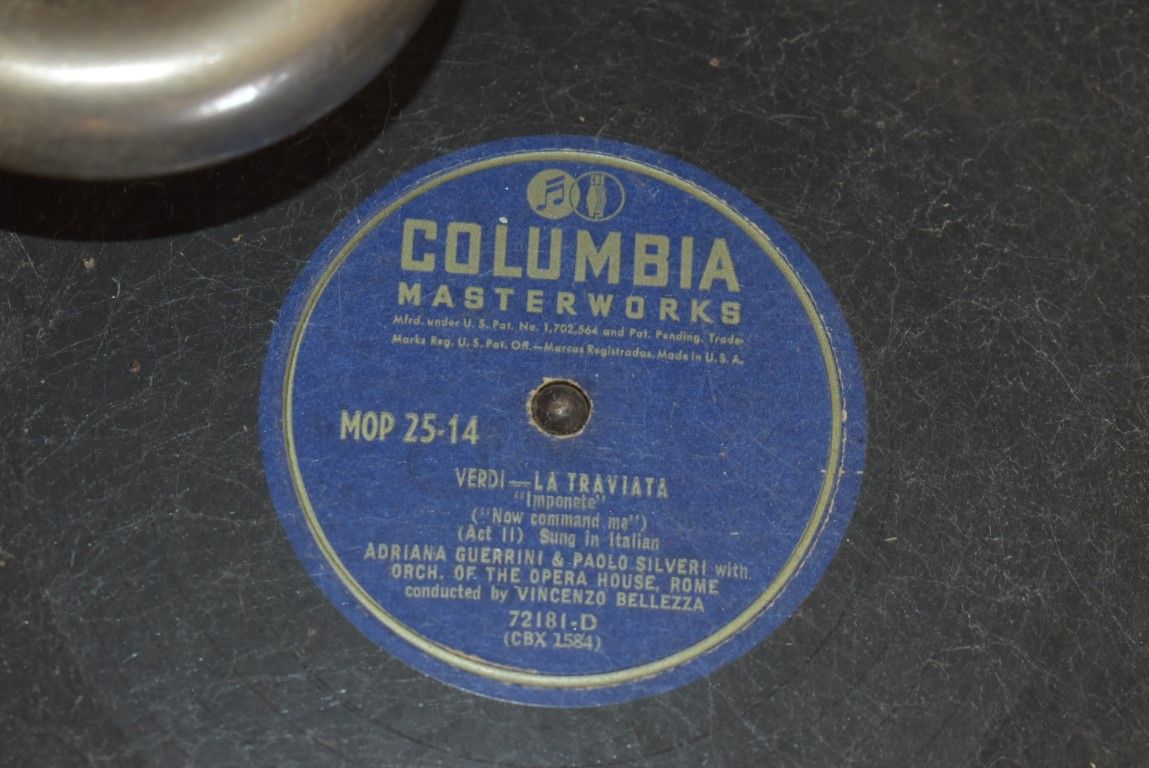 COLUMBIA
MASTERWORKS
Mfrd. under U. S. Pat. No. 1,702,564 and Pat. Pending. Trade-
Marks Reg. U. S. Pat. Off.—Marcas Registradas. Made in U. S. A.
MOP 25-14
VERDI—LA TRAVIATA
"Imponete"
("Now command me")
(Act II) Sung in Italian
ADRIANA GUERRINI & PAOLO SILVERI with
ORCH. OF THE OPERA HOUSE, ROME
conducted by VINCENZO BELLEZZA
72181-D
(CBX 1584)